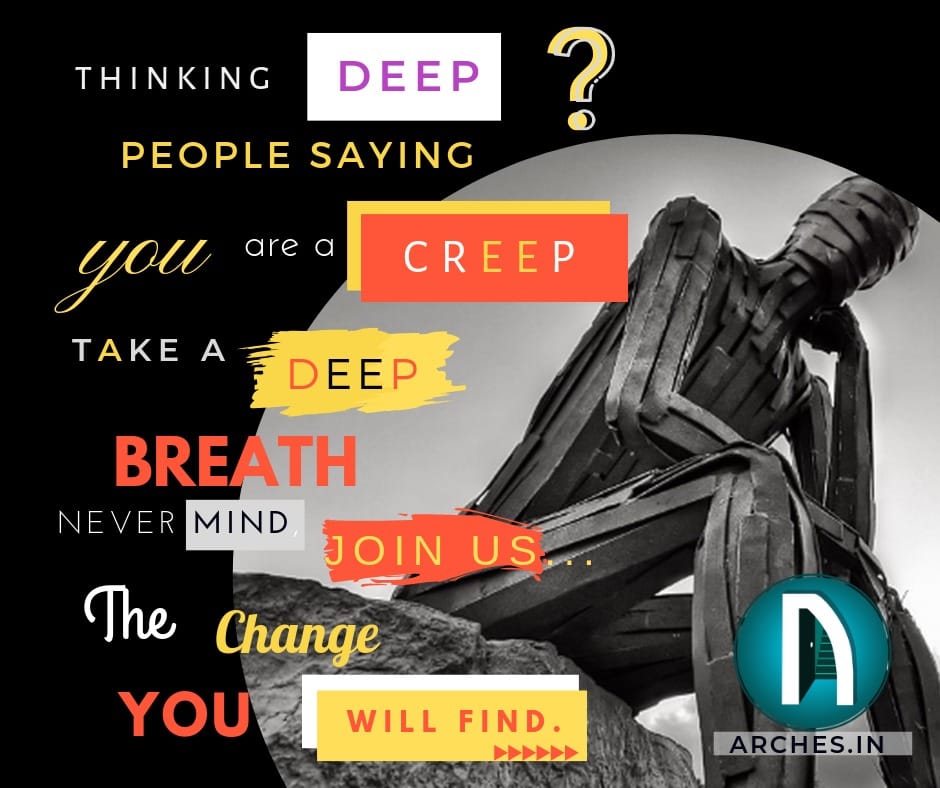 THINKING DEEP ?
PEOPLE SAYING
you are a CREEP
TAKE A DEEP
BREATH
NEVER MIND,
JOIN US...
The Change
YOU WILL FIND.
ARCHES.IN